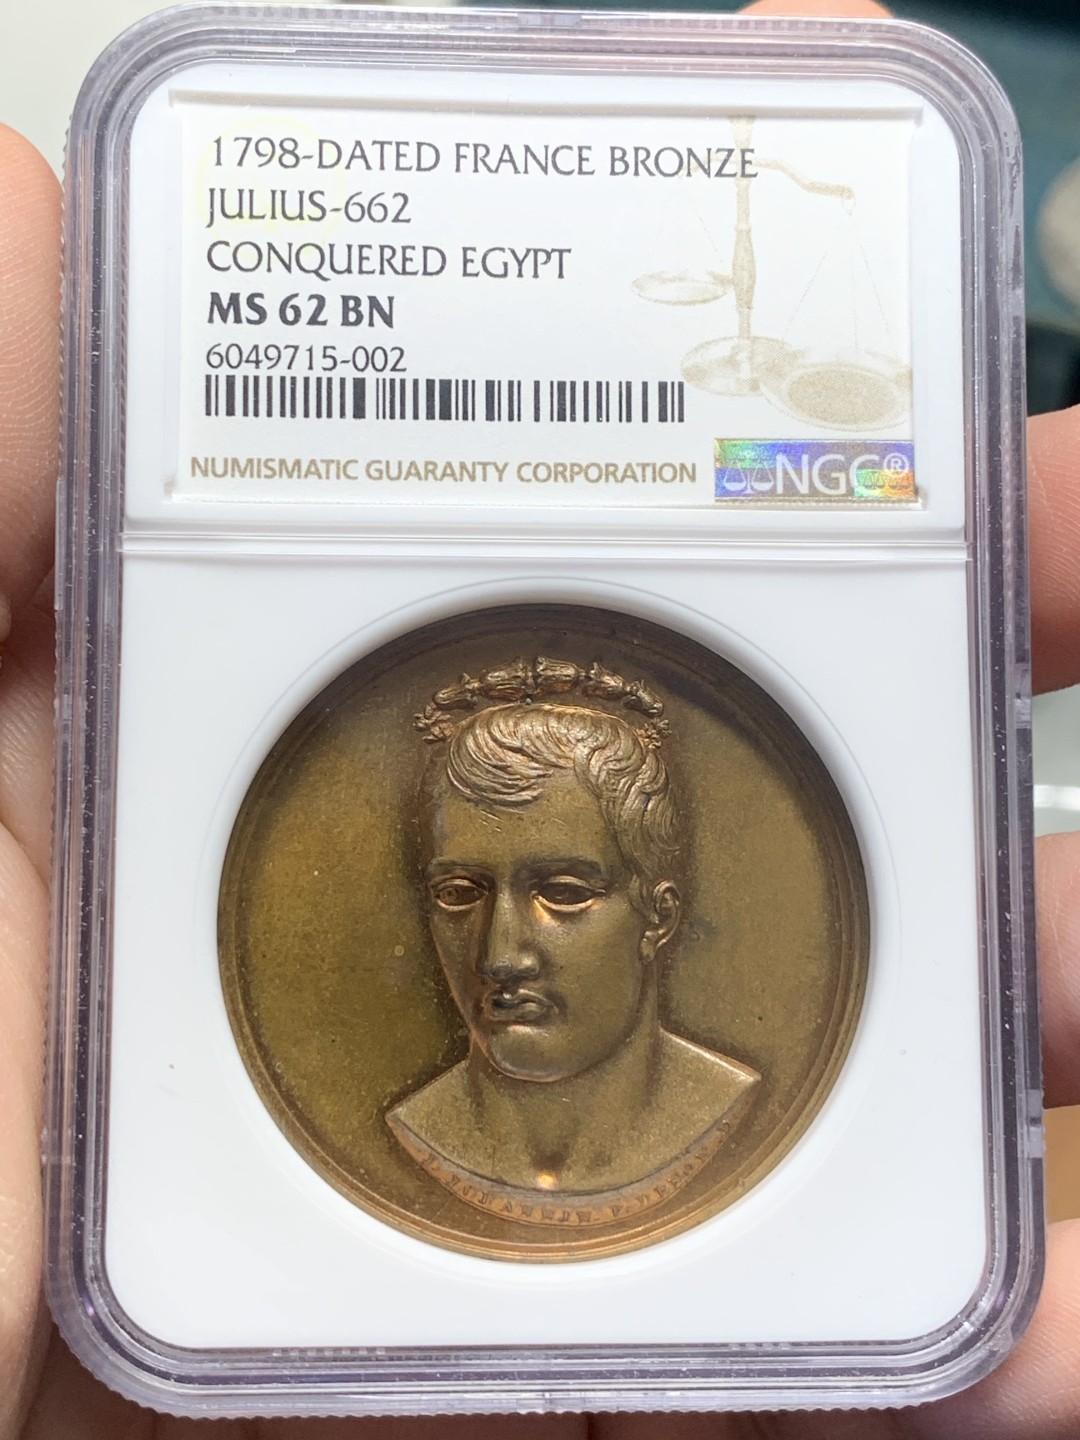 1798-DATED FRANCE BRONZE
JULIUS-662
CONQUERED EGYPT
MS 62 BN
6049715-002
NUMISMATIC GUARANTY CORPORATION
NGC®